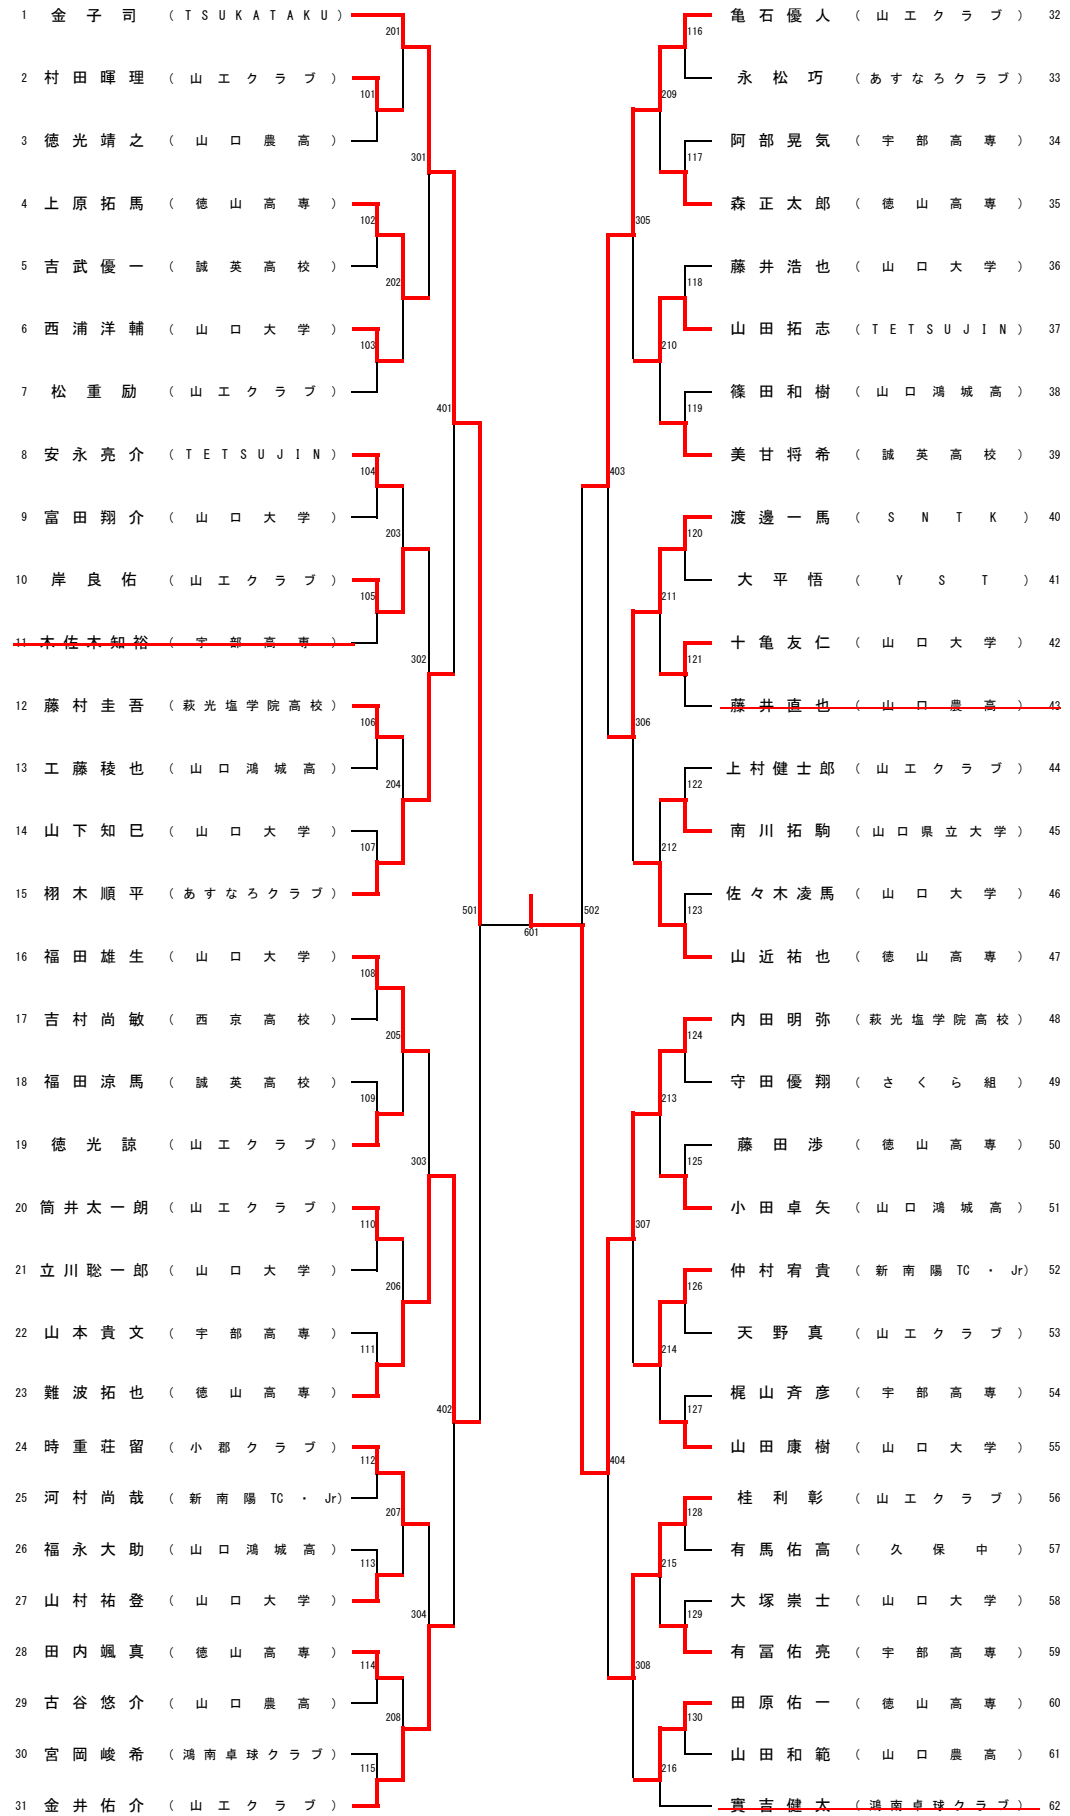 1 金子司 (TSUKATAKU)
2 村田暉理 (山エクラブ)
3 徳光靖之 (山口農高)
4 上原拓馬 (徳山高専)
5 吉武優一 (誠英高校)
6 西浦洋輔 (山口大学)
7 松重励 (山エクラブ)
8 安永亮介 (TETSUJIN)
9 富田翔介 (山口大学)
10 岸良佑 (山エクラブ)
11 木佐木知裕 (宇部高専)
12 藤村圭吾 (萩光塩学院高校)
13 工藤稜也 (山口鴻城高)
14 山下知巳 (山口大学)
15 栩木順平 (あすなろクラブ)
16 福田雄生 (山口大学)
17 吉村尚敏 (西京高校)
18 福田涼馬 (誠英高校)
19 徳光諒 (山エクラブ)
20 筒井太一朗 (山エクラブ)
21 立川聡一郎 (山口大学)
22 山本貴文 (宇部高専)
23 難波拓也 (徳山高専)
24 時重荘留 (小郡クラブ)
25 河村尚哉 (新南陽TC・Jr)
26 福永大助 (山口鴻城高)
27 山村祐登 (山口大学)
28 田内颯真 (徳山高専)
29 古谷悠介 (山口農高)
30 宮岡峻希 (鴻南卓球クラブ)
31 金井佑介 (山エクラブ)
101
102
103
104
105
106
107
108
109
110
111
112
113
114
115
201
202
203
204
205
206
207
208
301
302
303
304
401
402
501
601
502
403
404
305
306
307
308
209
210
211
212
213
214
215
216
116
117
118
119
120
121
122
123
124
125
126
127
128
129
130
亀石優人 (山エクラブ) 32
永松巧 (あすなろクラブ) 33
阿部晃気 (宇部高専) 34
森正太郎 (徳山高専) 35
藤井浩也 (山口大学) 36
山田拓志 (TETSUJIN) 37
篠田和樹 (山口鴻城高) 38
美甘将希 (誠英高校) 39
渡邊一馬 (SNTK) 40
大平悟 (YST) 41
十亀友仁 (山口大学) 42
藤井直也 (山口農高) 43
上村健士郎 (山エクラブ) 44
南川拓駒 (山口県立大学) 45
佐々木凌馬 (山口大学) 46
山近祐也 (徳山高専) 47
内田明弥 (萩光塩学院高校) 48
守田優翔 (さくら組) 49
藤田渉 (徳山高専) 50
小田卓矢 (山口鴻城高) 51
仲村宥貴 (新南陽TC・Jr) 52
天野真 (山エクラブ) 53
梶山斉彦 (宇部高専) 54
山田康樹 (山口大学) 55
桂利彰 (山エクラブ) 56
有馬佑高 (久保中) 57
大塚崇士 (山口大学) 58
有冨佑亮 (宇部高専) 59
田原佑一 (徳山高専) 60
山田和範 (山口農高) 61
實吉健太 (鴻南卓球クラブ) 62